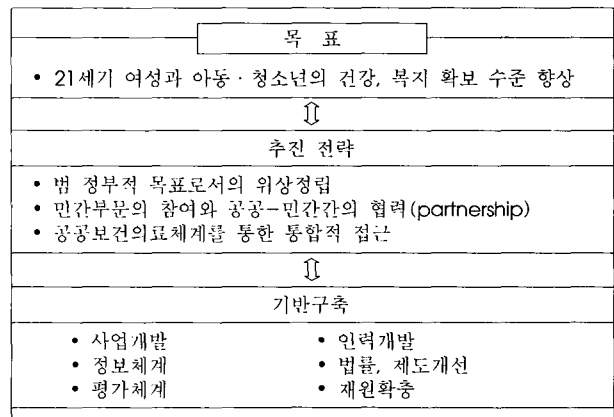 목 표
• 21세기 여성과 아동 · 청소년의 건강, 복지 확보 수준 향상
⇕
추진 전략
• 범 정부적 목표로서의 위상정립
• 민간부문의 참여와 공공-민간간의 협력(partnership)
• 공공보건의료체계를 통한 통합적 접근
⇕
기반구축
• 사업개발 • 인력개발
• 정보체계 • 법률, 제도개선
• 평가체계 • 재원확충